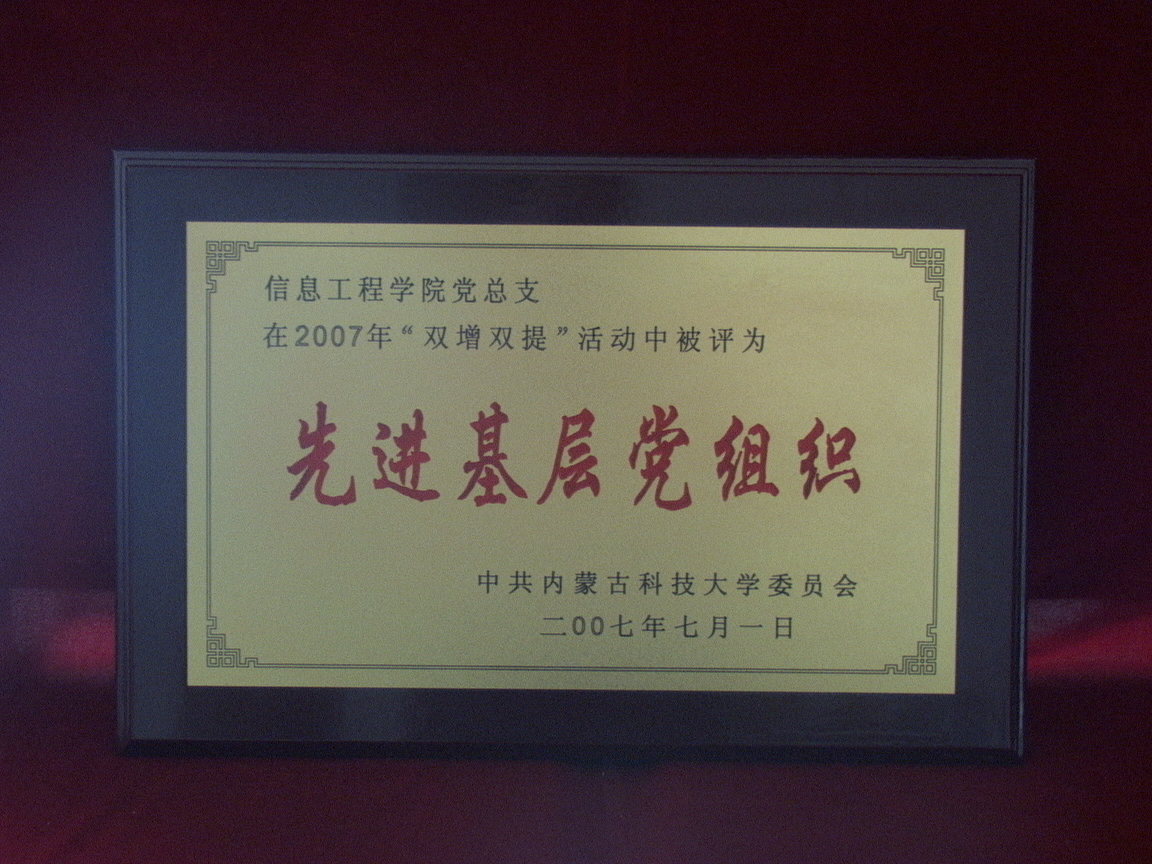 信息工程学院党总支
在2007年“双增双提”活动中被评为
先进基层党组织
中共内蒙古科技大学委员会
二00七年七月一日